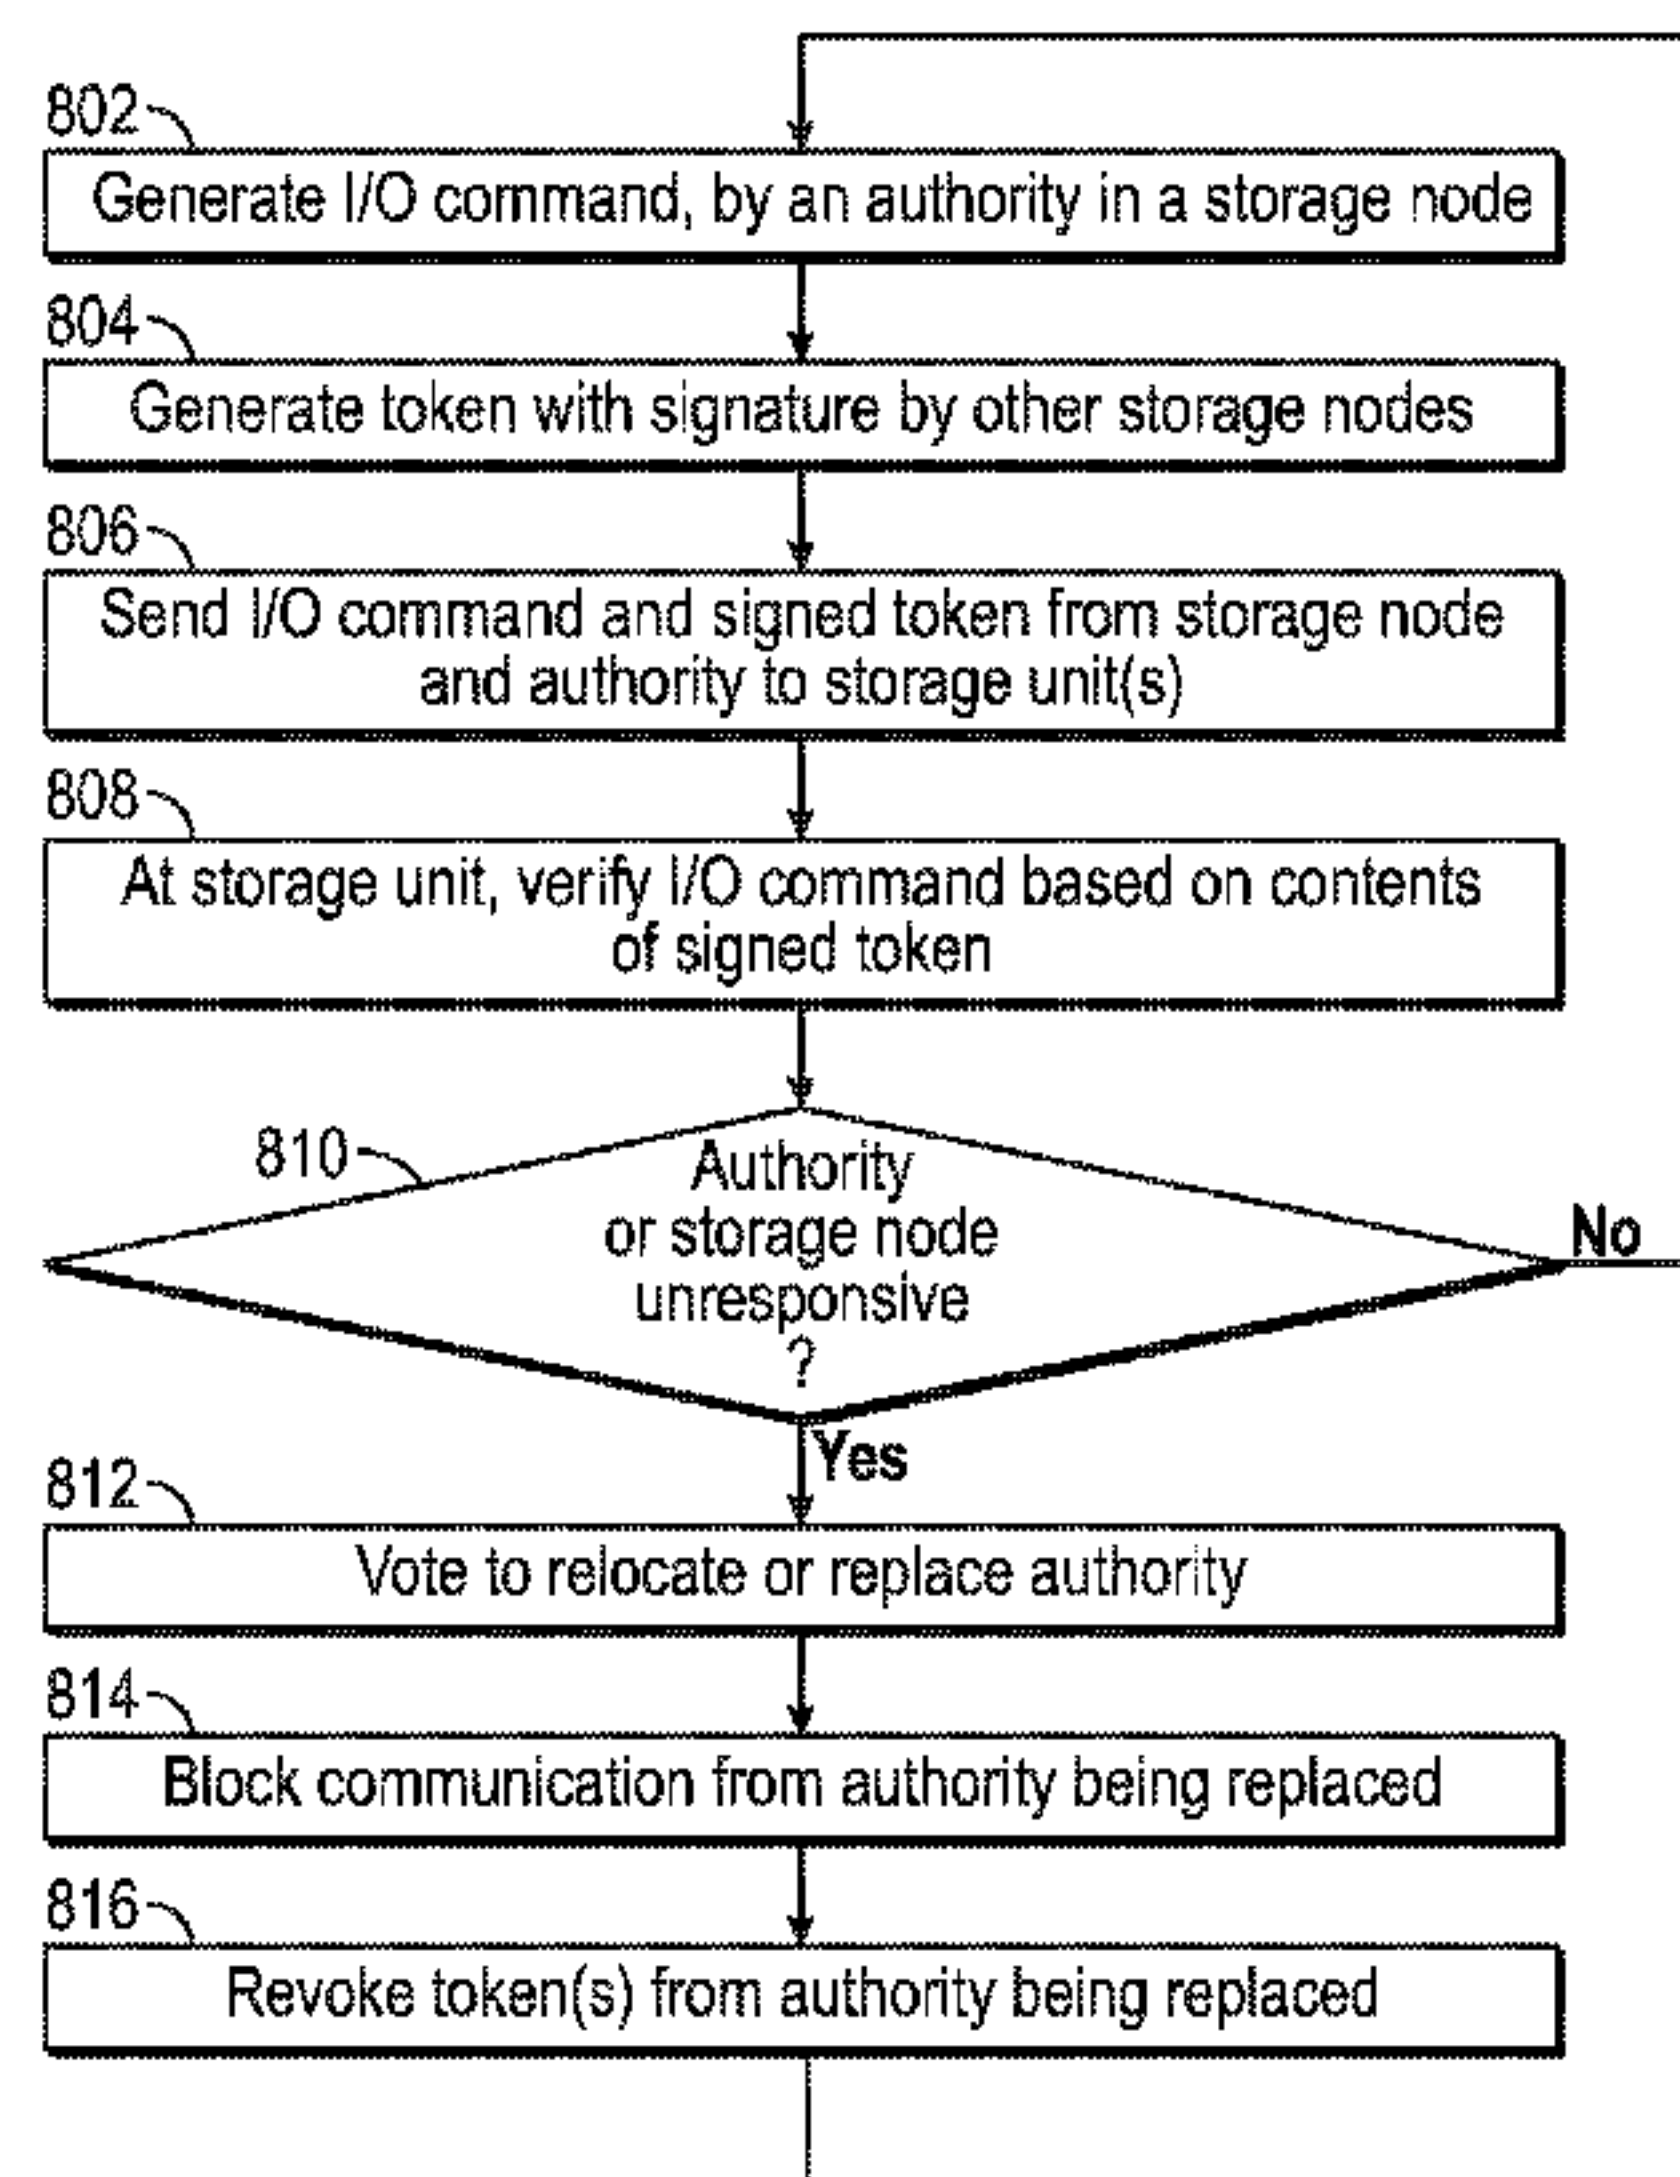 802
Generate I/O command, by an authority in a storage node
804
Generate token with signature by other storage nodes
806
Send I/O command and signed token from storage node
and authority to storage unit(s)
808
At storage unit, verify I/O command based on contents
of signed token
810
Authority
or storage node
unresponsive
?
No
Yes
812
Vote to relocate or replace authority
814
Block communication from authority being replaced
816
Revoke token(s) from authority being replaced